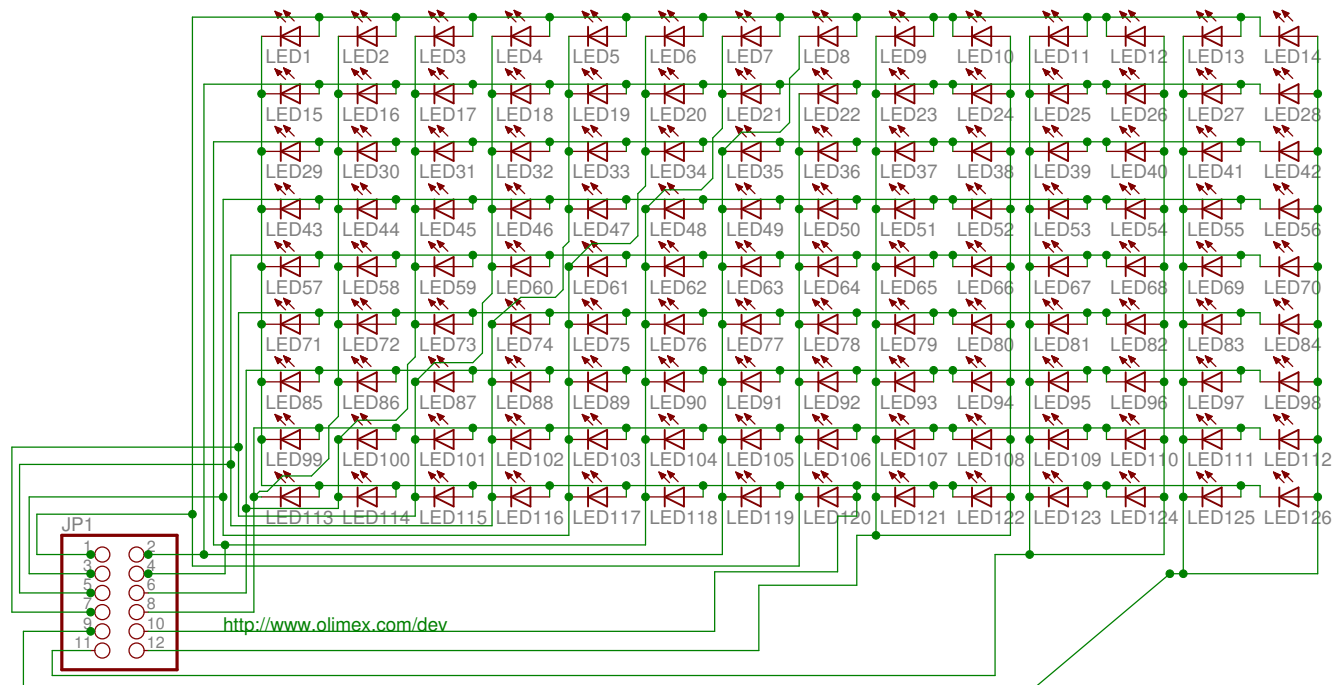 LED1 LED2 LED3 LED4 LED5 LED6 LED7 LED8 LED9 LED10 LED11 LED12 LED13 LED14
LED15 LED16 LED17 LED18 LED19 LED20 LED21 LED22 LED23 LED24 LED25 LED26 LED27 LED28
LED29 LED30 LED31 LED32 LED33 LED34 LED35 LED36 LED37 LED38 LED39 LED40 LED41 LED42
LED43 LED44 LED45 LED46 LED47 LED48 LED49 LED50 LED51 LED52 LED53 LED54 LED55 LED56
LED57 LED58 LED59 LED60 LED61 LED62 LED63 LED64 LED65 LED66 LED67 LED68 LED69 LED70
LED71 LED72 LED73 LED74 LED75 LED76 LED77 LED78 LED79 LED80 LED81 LED82 LED83 LED84
LED85 LED86 LED87 LED88 LED89 LED90 LED91 LED92 LED93 LED94 LED95 LED96 LED97 LED98
LED99 LED100 LED101 LED102 LED103 LED104 LED105 LED106 LED107 LED108 LED109 LED110 LED111 LED112
LED113 LED114 LED115 LED116 LED117 LED118 LED119 LED120 LED121 LED122 LED123 LED124 LED125 LED126
JP1
1 2
3 4
5 6
7 8
9 10
11 12
http://www.olimex.com/dev